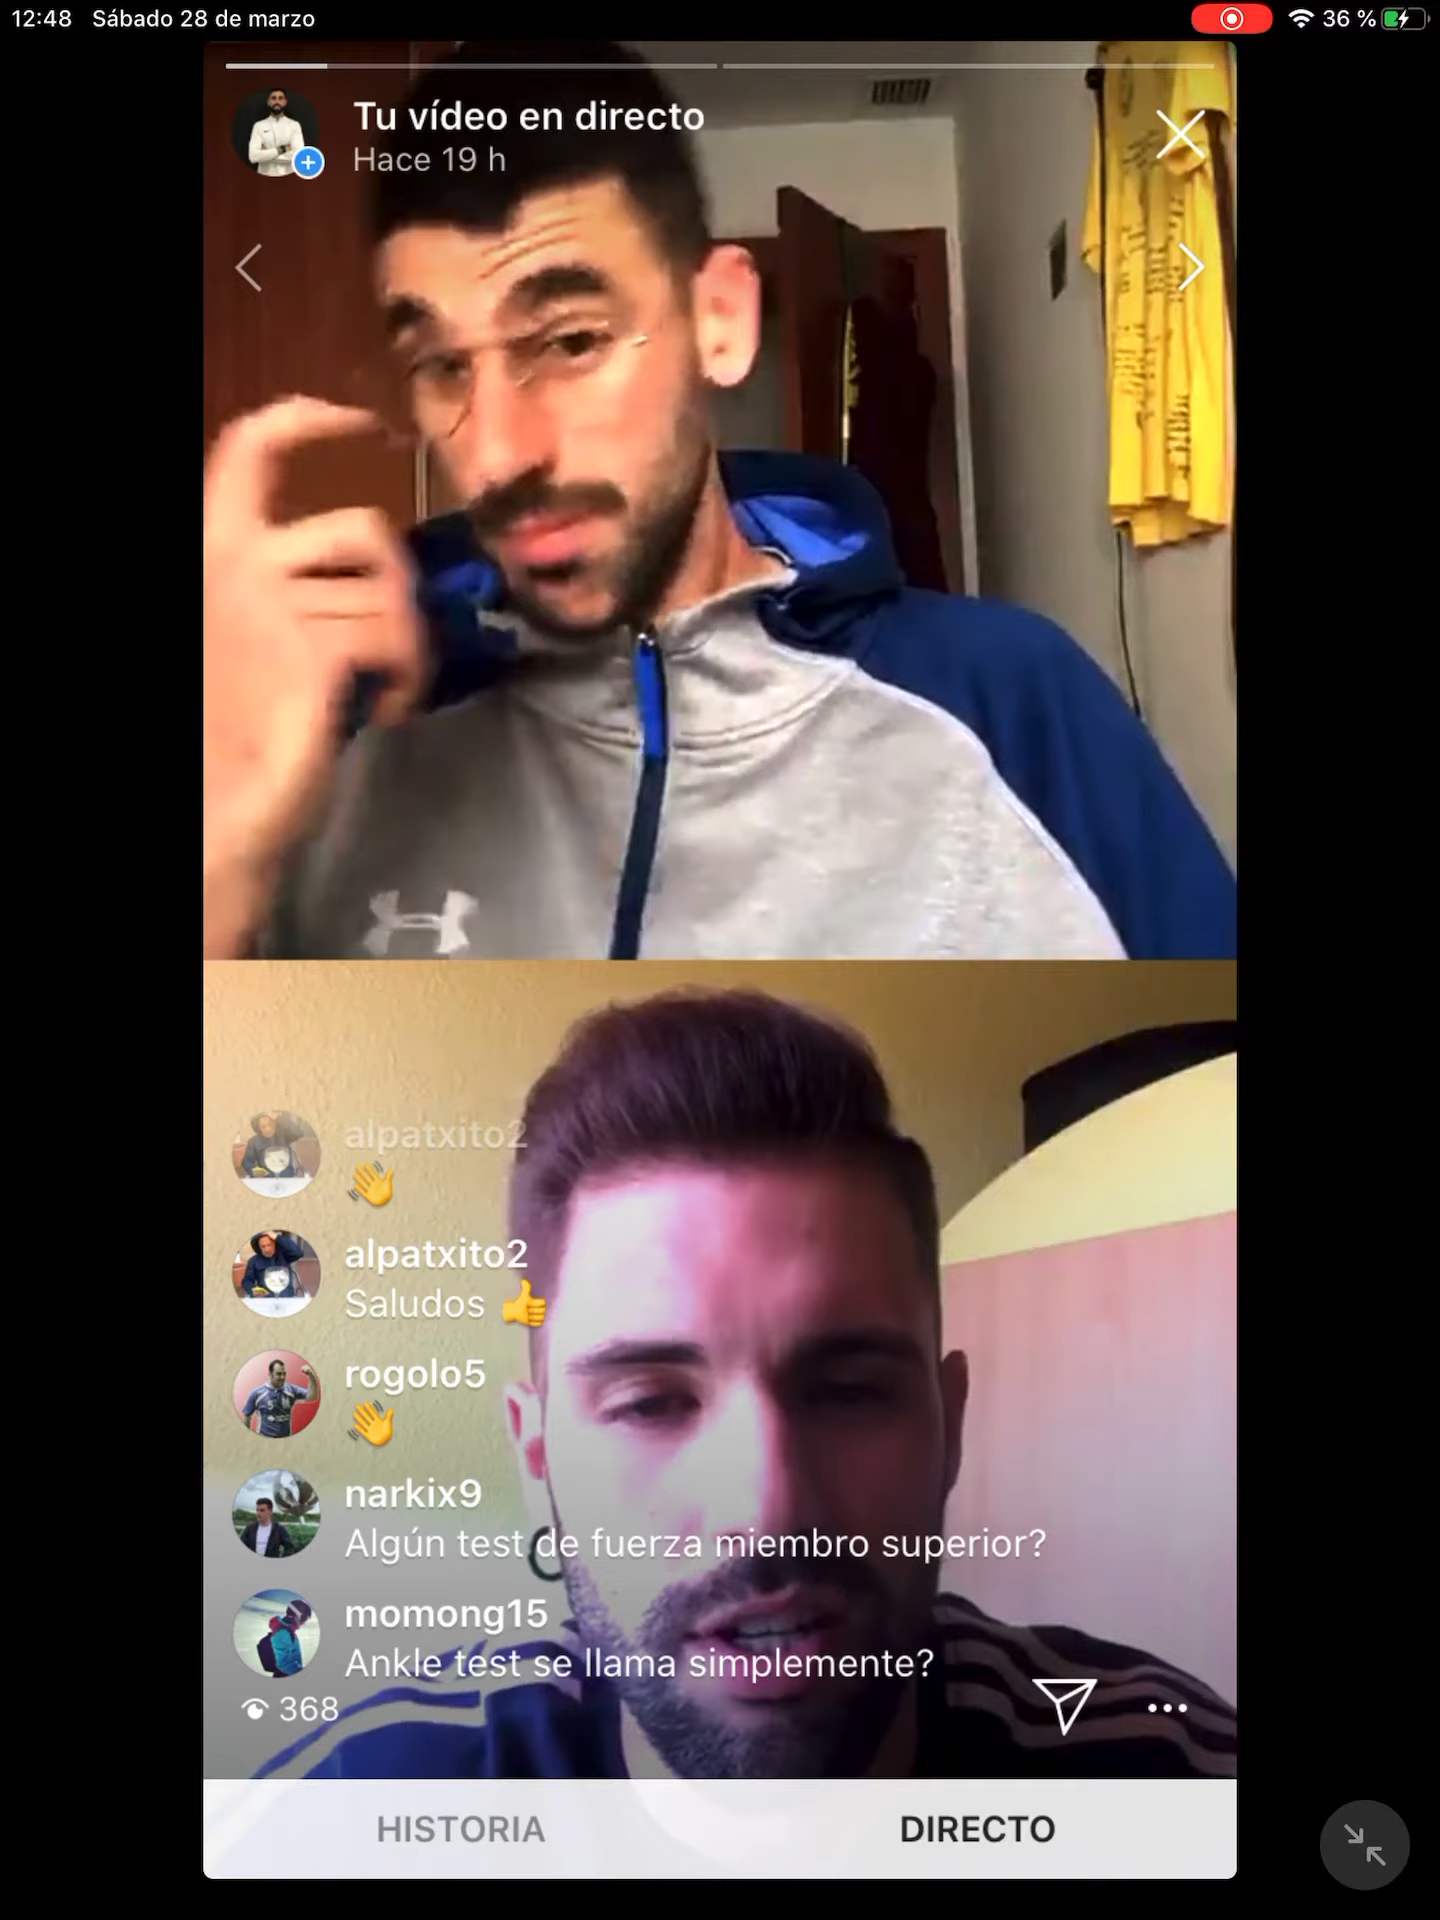 12:48 Sábado 28 de marzo
36 %
Tu vídeo en directo
Hace 19 h
alpatxito2
👋
alpatxito2
Saludos 👍
rogolo5
👋
narkix9
Algún test de fuerza miembro superior?
momong15
Ankle test se llama simplemente?
368
HISTORIA
DIRECTO